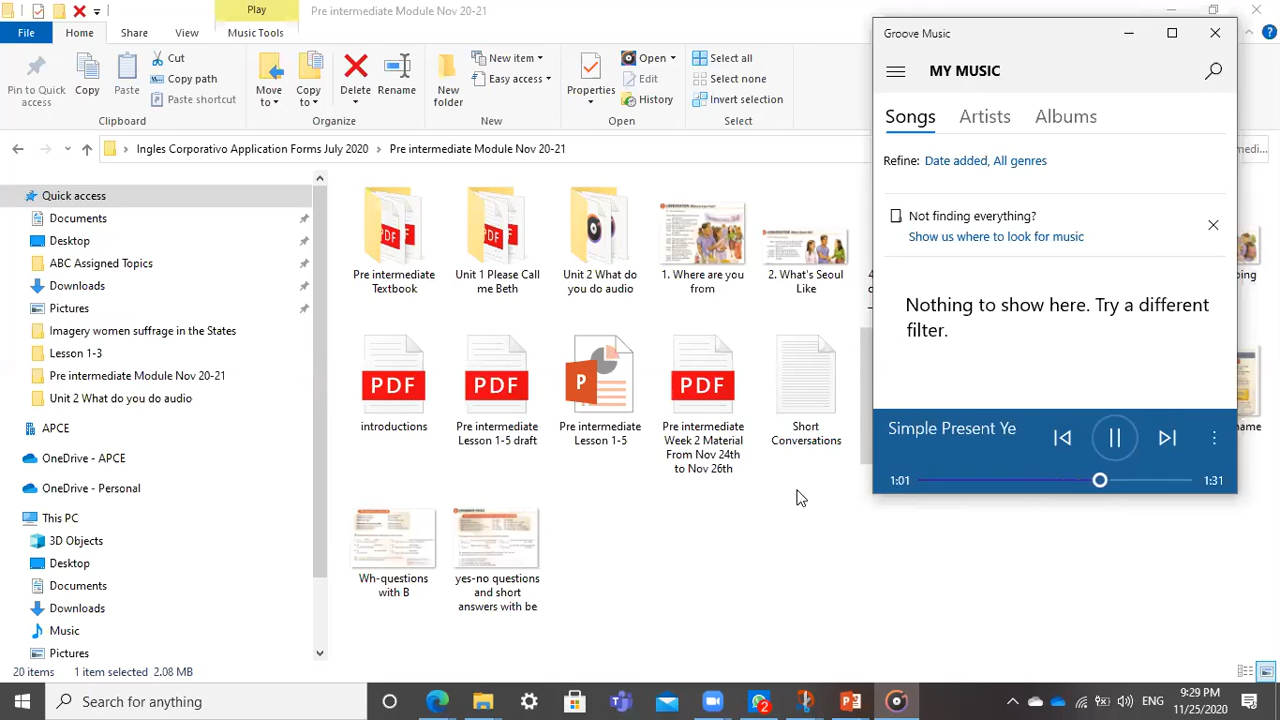 Play
Pre intermediate Module Nov 20-21
File
Home
Share
View
Music Tools
Pin to Quick
access
Copy
Paste
Cut
Copy path
Paste shortcut
Clipboard
Move
to
Copy
to
Delete
Rename
Organize
New
folder
New item
Easy access
New
Properties
Open
Edit
History
Open
Select all
Select none
Invert selection
Select
Ingles Corporativo Application Forms July 2020
Pre intermediate Module Nov 20-21
Quick access
Documents
Desktop
ABC Assigned Topics
Downloads
Pictures
Imagery women suffrage in the States
Lesson 1-3
Pre intermediate Module Nov 20-21
Unit 2 What do you do audio
APCE
OneDrive - APCE
OneDrive - Personal
This PC
3D Objects
Desktop
Documents
Downloads
Music
Pictures
Pre intermediate
Textbook
Unit 1 Please Call
me Beth
Unit 2 What do
you do audio
1. Where are you
from
2. What's Seoul
Like
PDF
introductions
PDF
Pre intermediate
Lesson 1-5 draft
P
Pre intermediate
Lesson 1-5
PDF
Pre intermediate
Week 2 Material
From Nov 24th
to Nov 26th
Short
Conversations
Wh-questions
with B
yes-no questions
and short
answers with be
Groove Music
MY MUSIC
Songs
Artists
Albums
Refine:
Date added, All genres
Not finding everything?
Show us where to look for music
Nothing to show here. Try a different
filter.
Simple Present Ye
1:01
1:31
20 items
1 item selected 2.08 MB
Search for anything
2
ENG
9:29 PM
11/25/2020